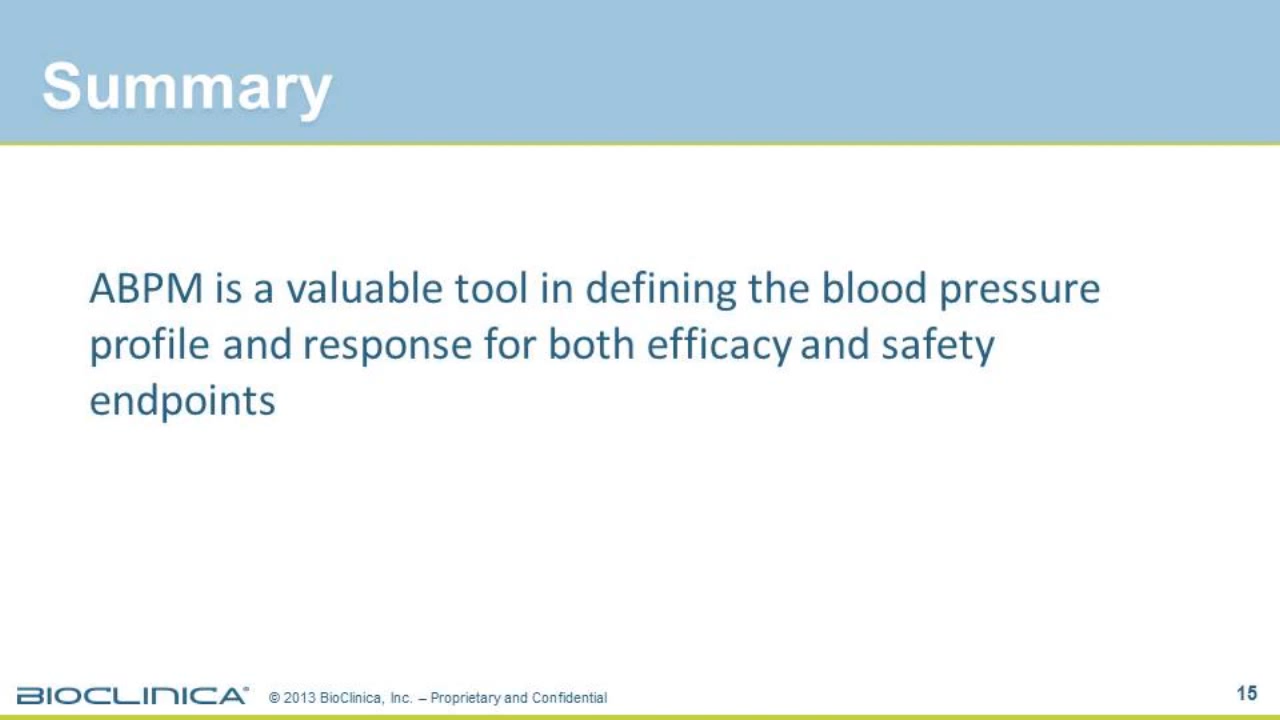 Summary
ABPM is a valuable tool in defining the blood pressure
profile and response for both efficacy and safety
endpoints
BIOCLINICA® © 2013 BioClinica, Inc. – Proprietary and Confidential 15